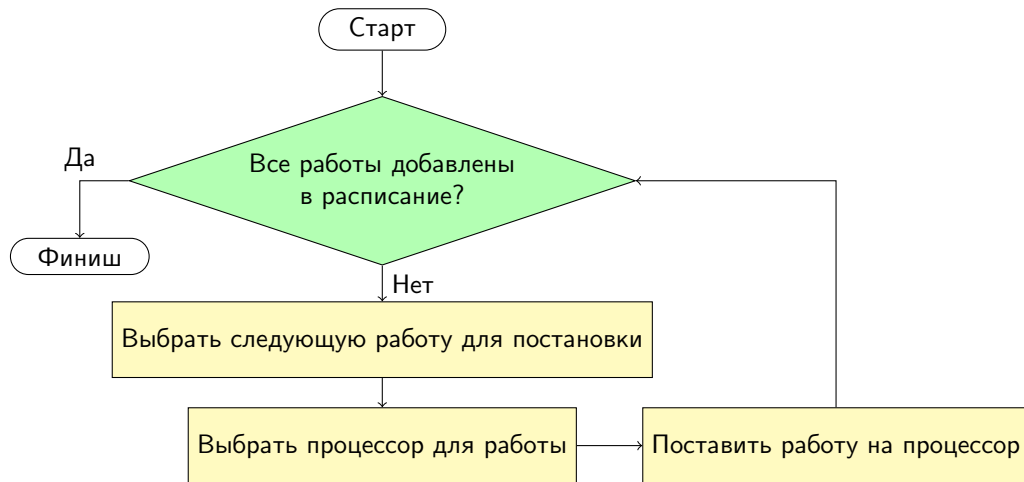 Старт
Все работы добавлены
в расписание?
Да
Финиш
Нет
Выбрать следующую работу для постановки
Выбрать процессор для работы
Поставить работу на процессор